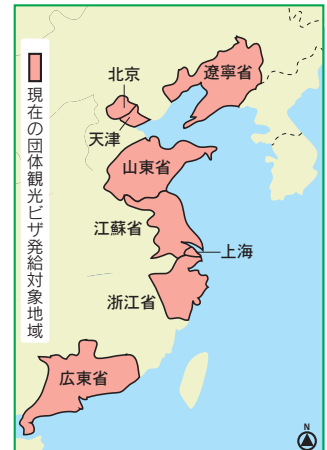 現在の団体観光ビザ発給対象地域
北京
遼寧省
天津
山東省
江蘇省
上海
浙江省
広東省
N